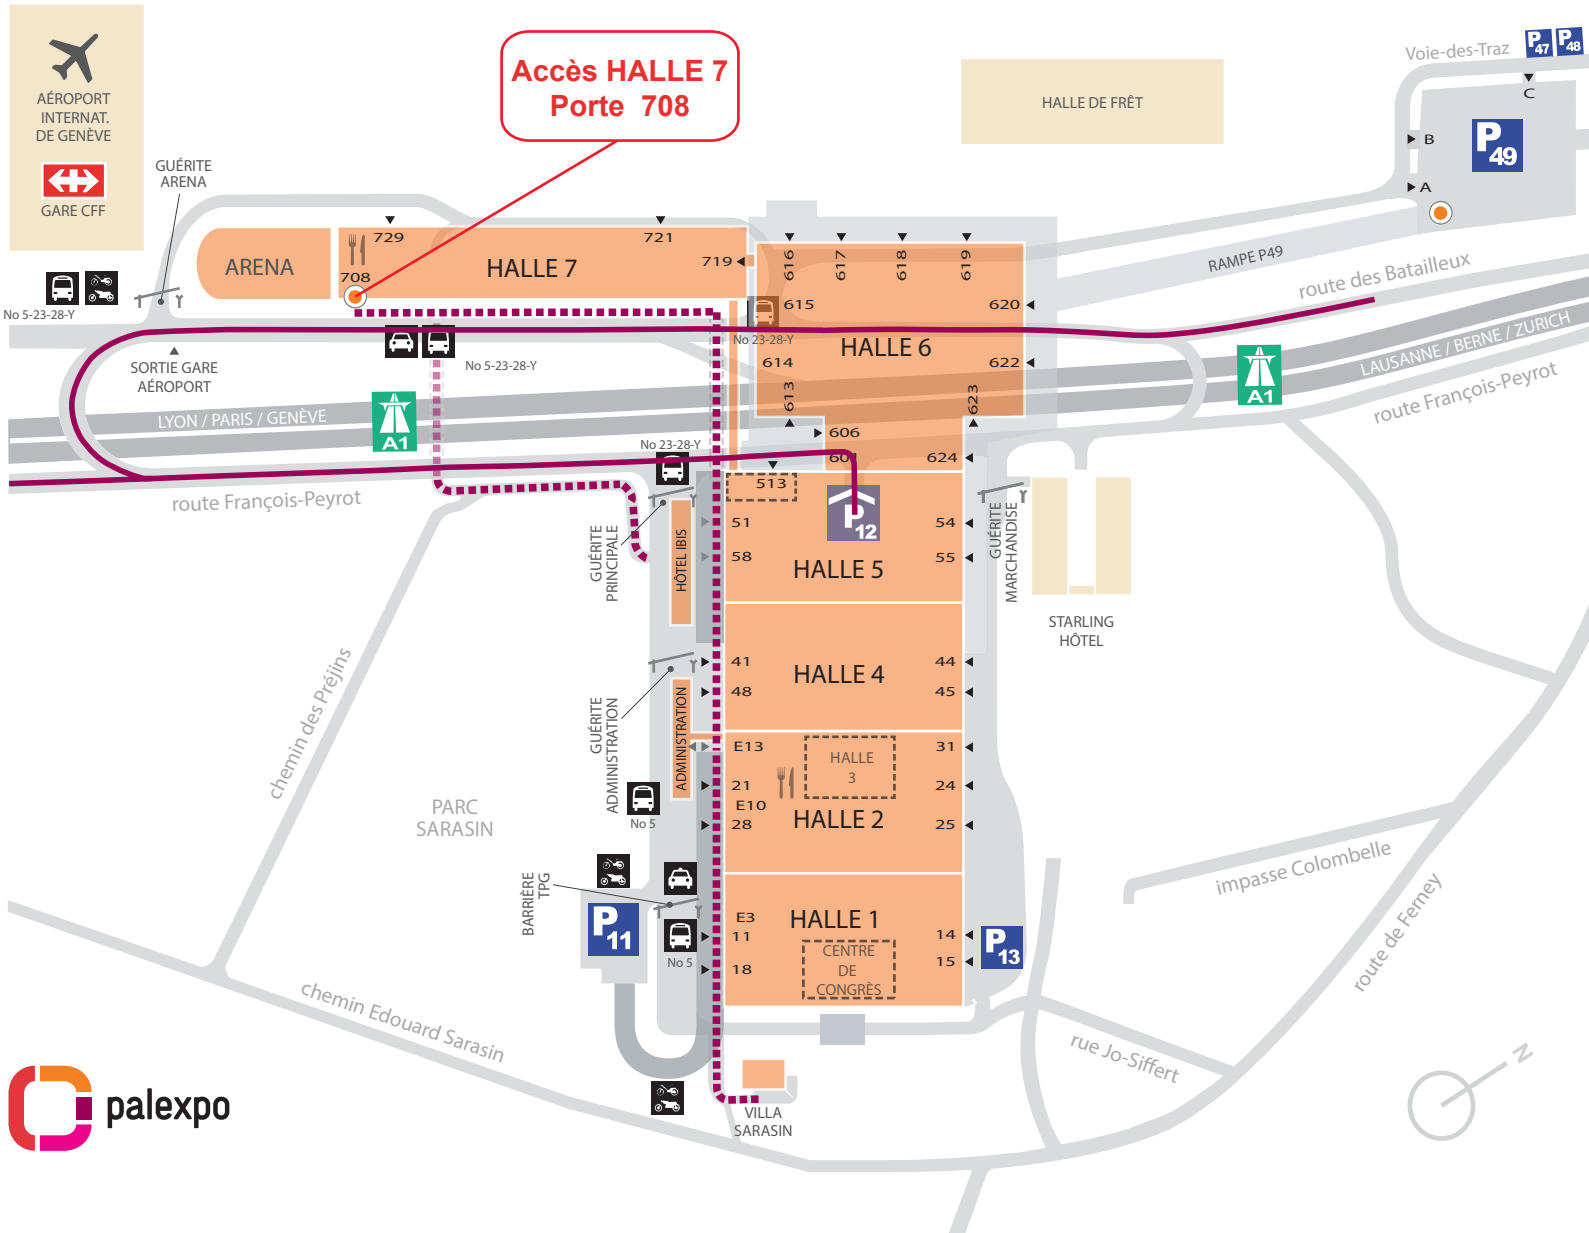 Accès HALLE 7
Porte 708
AÉROPORT
INTERNAT.
DE GENÈVE
GARE CFF
GUÉRITE
ARENA
No 5-23-28-Y
SORTIE GARE
AÉROPORT
ARENA
HALLE 7
729
721
719
708
No 5-23-28-Y
HALLE DE FRÊT
Voie-des-Traz
P 47
P 48
C
B
A
P 49
RAMPE P49
route des Batailleux
LAUSANNE / BERNE / ZURICH
route François-Peyrot
A1
LYON / PARIS / GENÈVE
A1
route François-Peyrot
616
617
618
619
615
620
No 23-28-Y
HALLE 6
614
622
613
623
606
601
624
No 23-28-Y
513
P 12
51
54
58
55
HALLE 5
GUÉRITE
PRINCIPALE
HÔTEL IBIS
GUÉRITE
MARCHANDISE
STARLING
HÔTEL
41
44
HALLE 4
48
45
GUÉRITE
ADMINISTRATION
ADMINISTRATION
E13
31
HALLE
3
21
24
E10
28
25
HALLE 2
No 5
PARC
SARASIN
chemin des Préjins
BARRIÈRE
TPG
P 11
No 5
E3
HALLE 1
11
14
18
15
CENTRE
DE
CONGRÈS
P 13
impasse Colombelle
route de Ferney
rue Jo-Siffert
chemin Edouard Sarasin
VILLA
SARASIN
N
palexpo